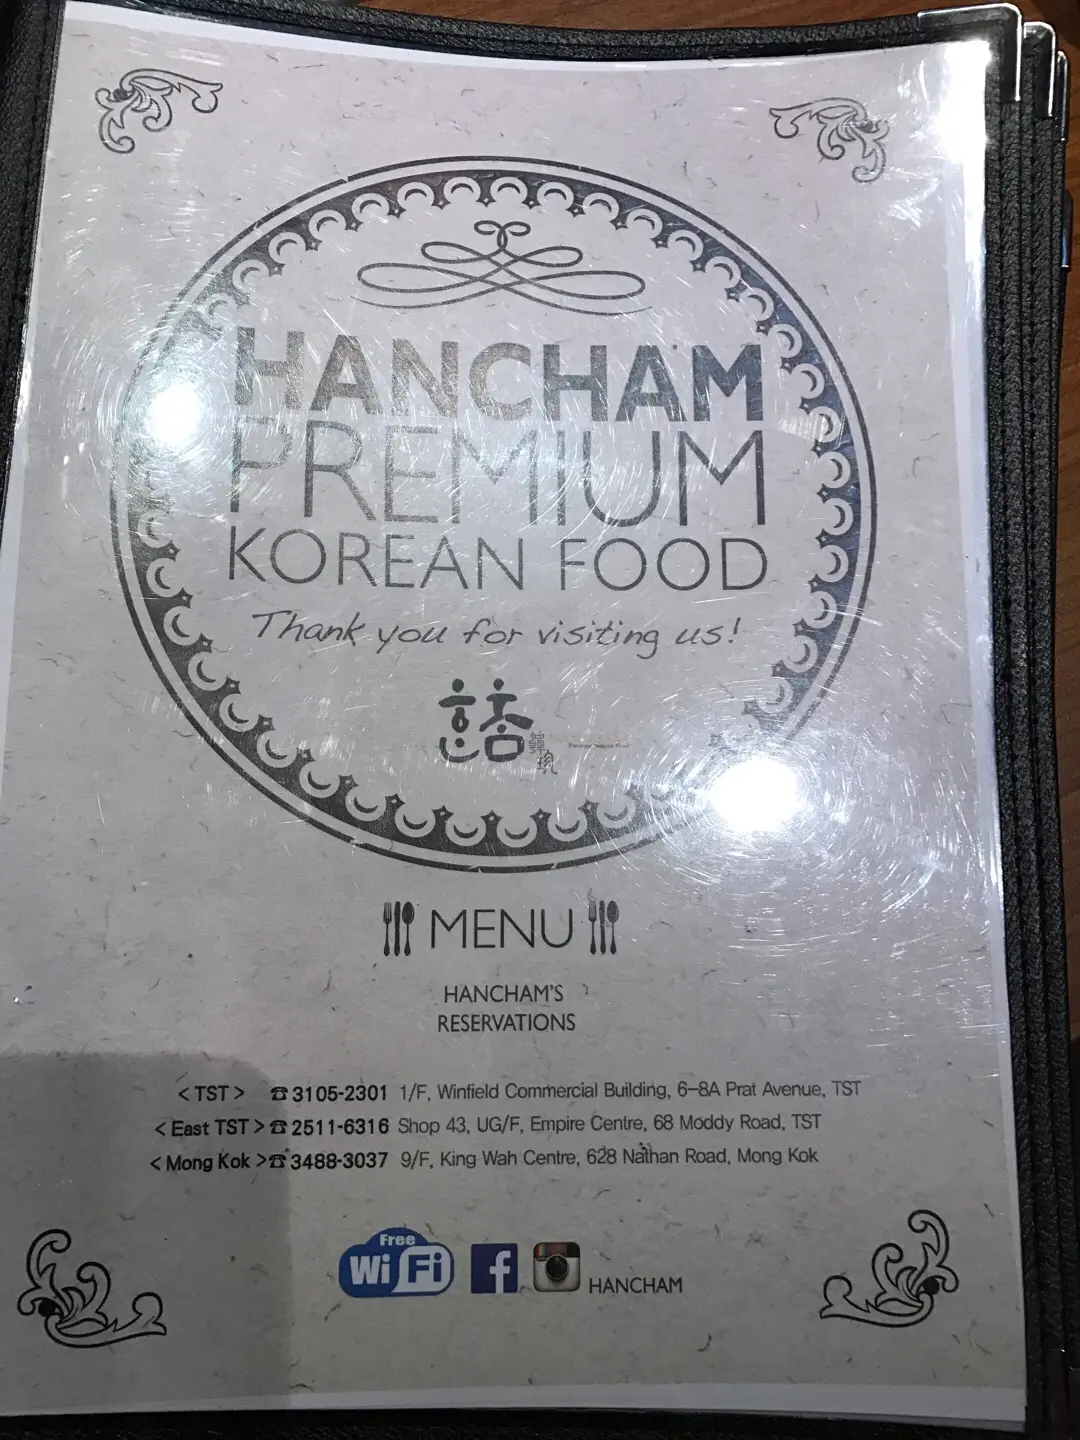 HANCHAM
PREMIUM
KOREAN FOOD
Thank you for visiting us!
MENU
HANCHAM'S
RESERVATIONS
< TST > ☎ 3105-2301 1/F, Winfield Commercial Building, 6-8A Prat Avenue, TST
< East TST > ☎ 2511-6316 Shop 43, UG/F, Empire Centre, 68 Moddy Road, TST
< Mong Kok > ☎ 3488-3037 9/F, King Wah Centre, 628 Nathan Road, Mong Kok
Free
Wi Fi f HANCHAM